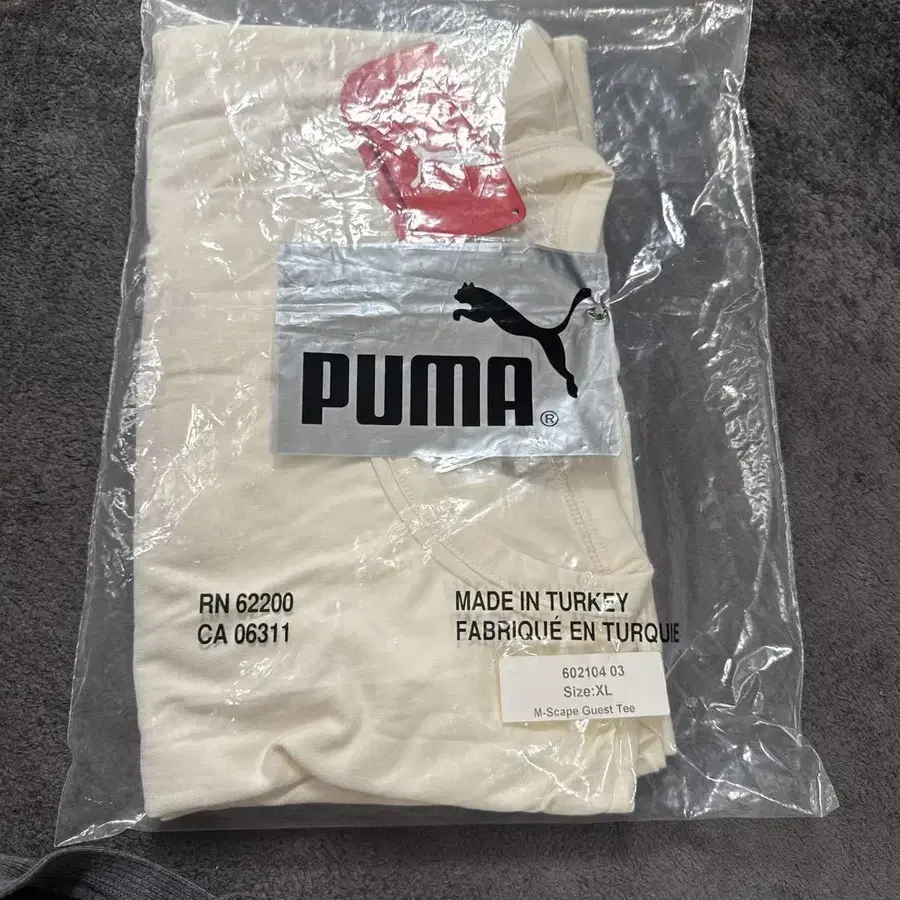 PUMA®
RN 62200
CA 06311
MADE IN TURKEY
FABRIQUÉ EN TURQUIE
602104 03
Size:XL
M-Scape Guest Tee